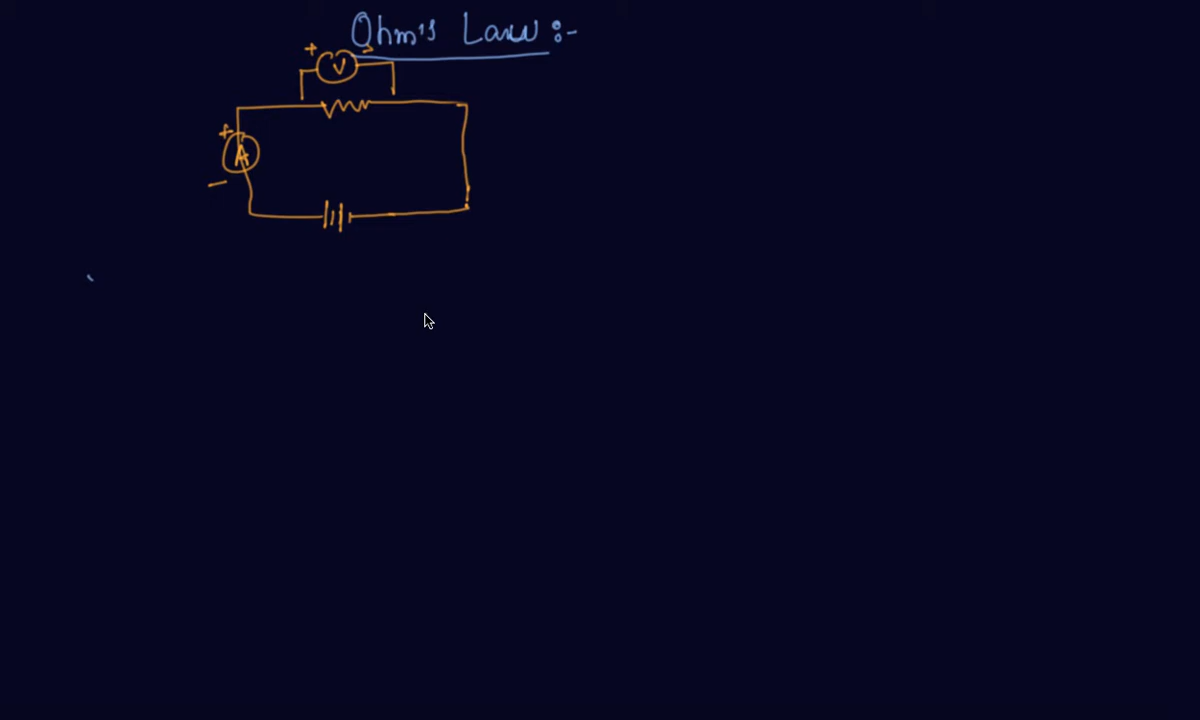 Ohm's Law :-
+ V -
+
A
-